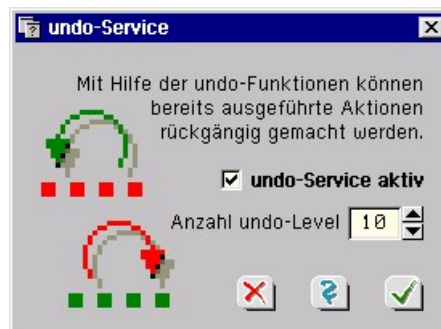 undo-Service
Mit Hilfe der undo-Funktionen können
bereits ausgeführte Aktionen
rückgängig gemacht werden.
undo-Service aktiv
Anzahl undo-Level 10